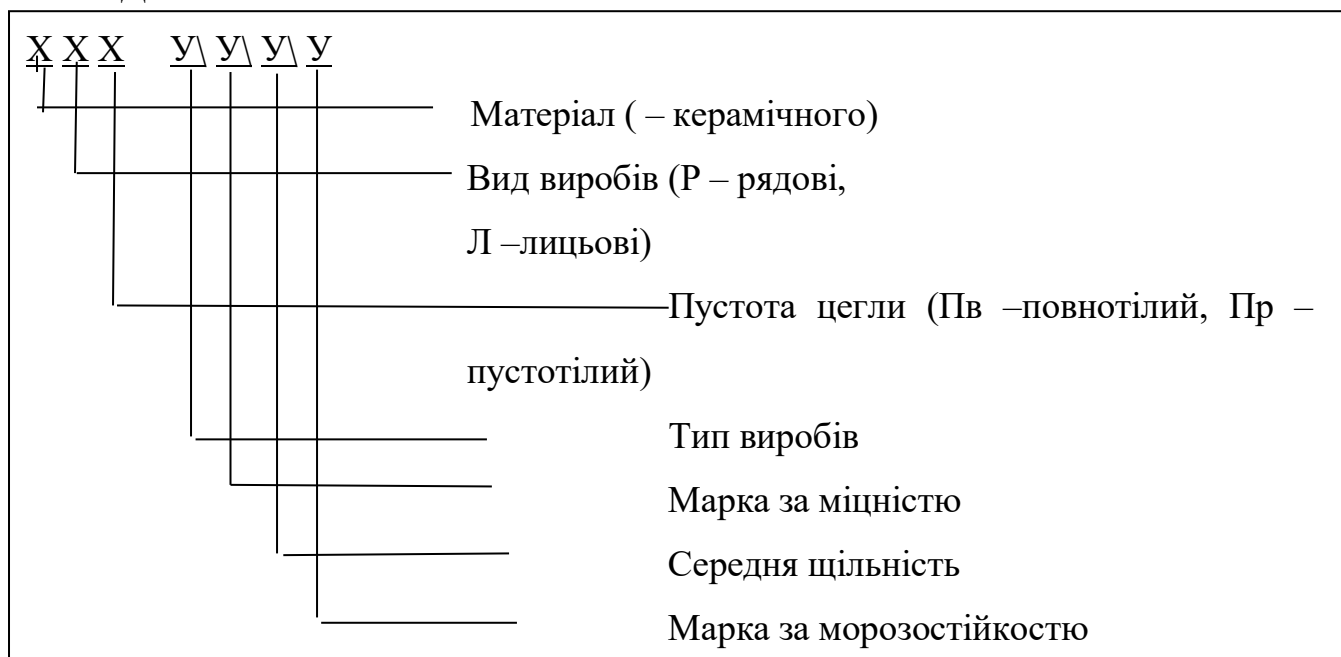 Х Х Х У\ У\ У\ У
Матеріал ( – керамічного)
Вид виробів (Р – рядові,
Л –лицьові)
Пустота цегли (Пв –повнотілий, Пр –
пустотілий)
Тип виробів
Марка за міцністю
Середня щільність
Марка за морозостійкостю